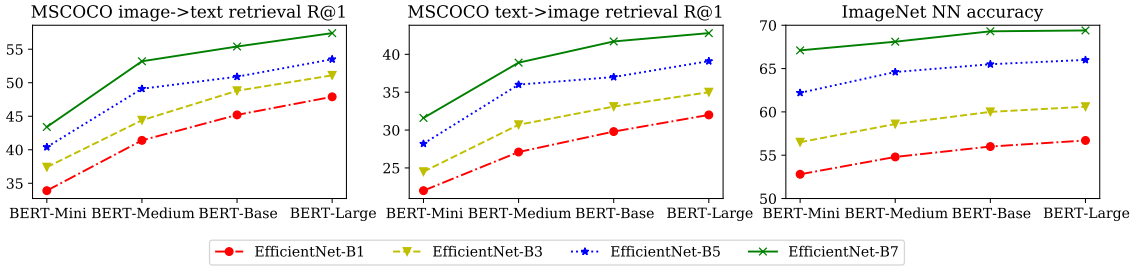 MSCOCO image->text retrieval R@1
55
50
45
40
35
BERT-Mini BERT-Medium BERT-Base BERT-Large
MSCOCO text->image retrieval R@1
40
35
30
25
BERT-Mini BERT-Medium BERT-Base BERT-Large
ImageNet NN accuracy
70
65
60
55
50
BERT-Mini BERT-Medium BERT-Base BERT-Large
EfficientNet-B1 EfficientNet-B3 EfficientNet-B5 EfficientNet-B7